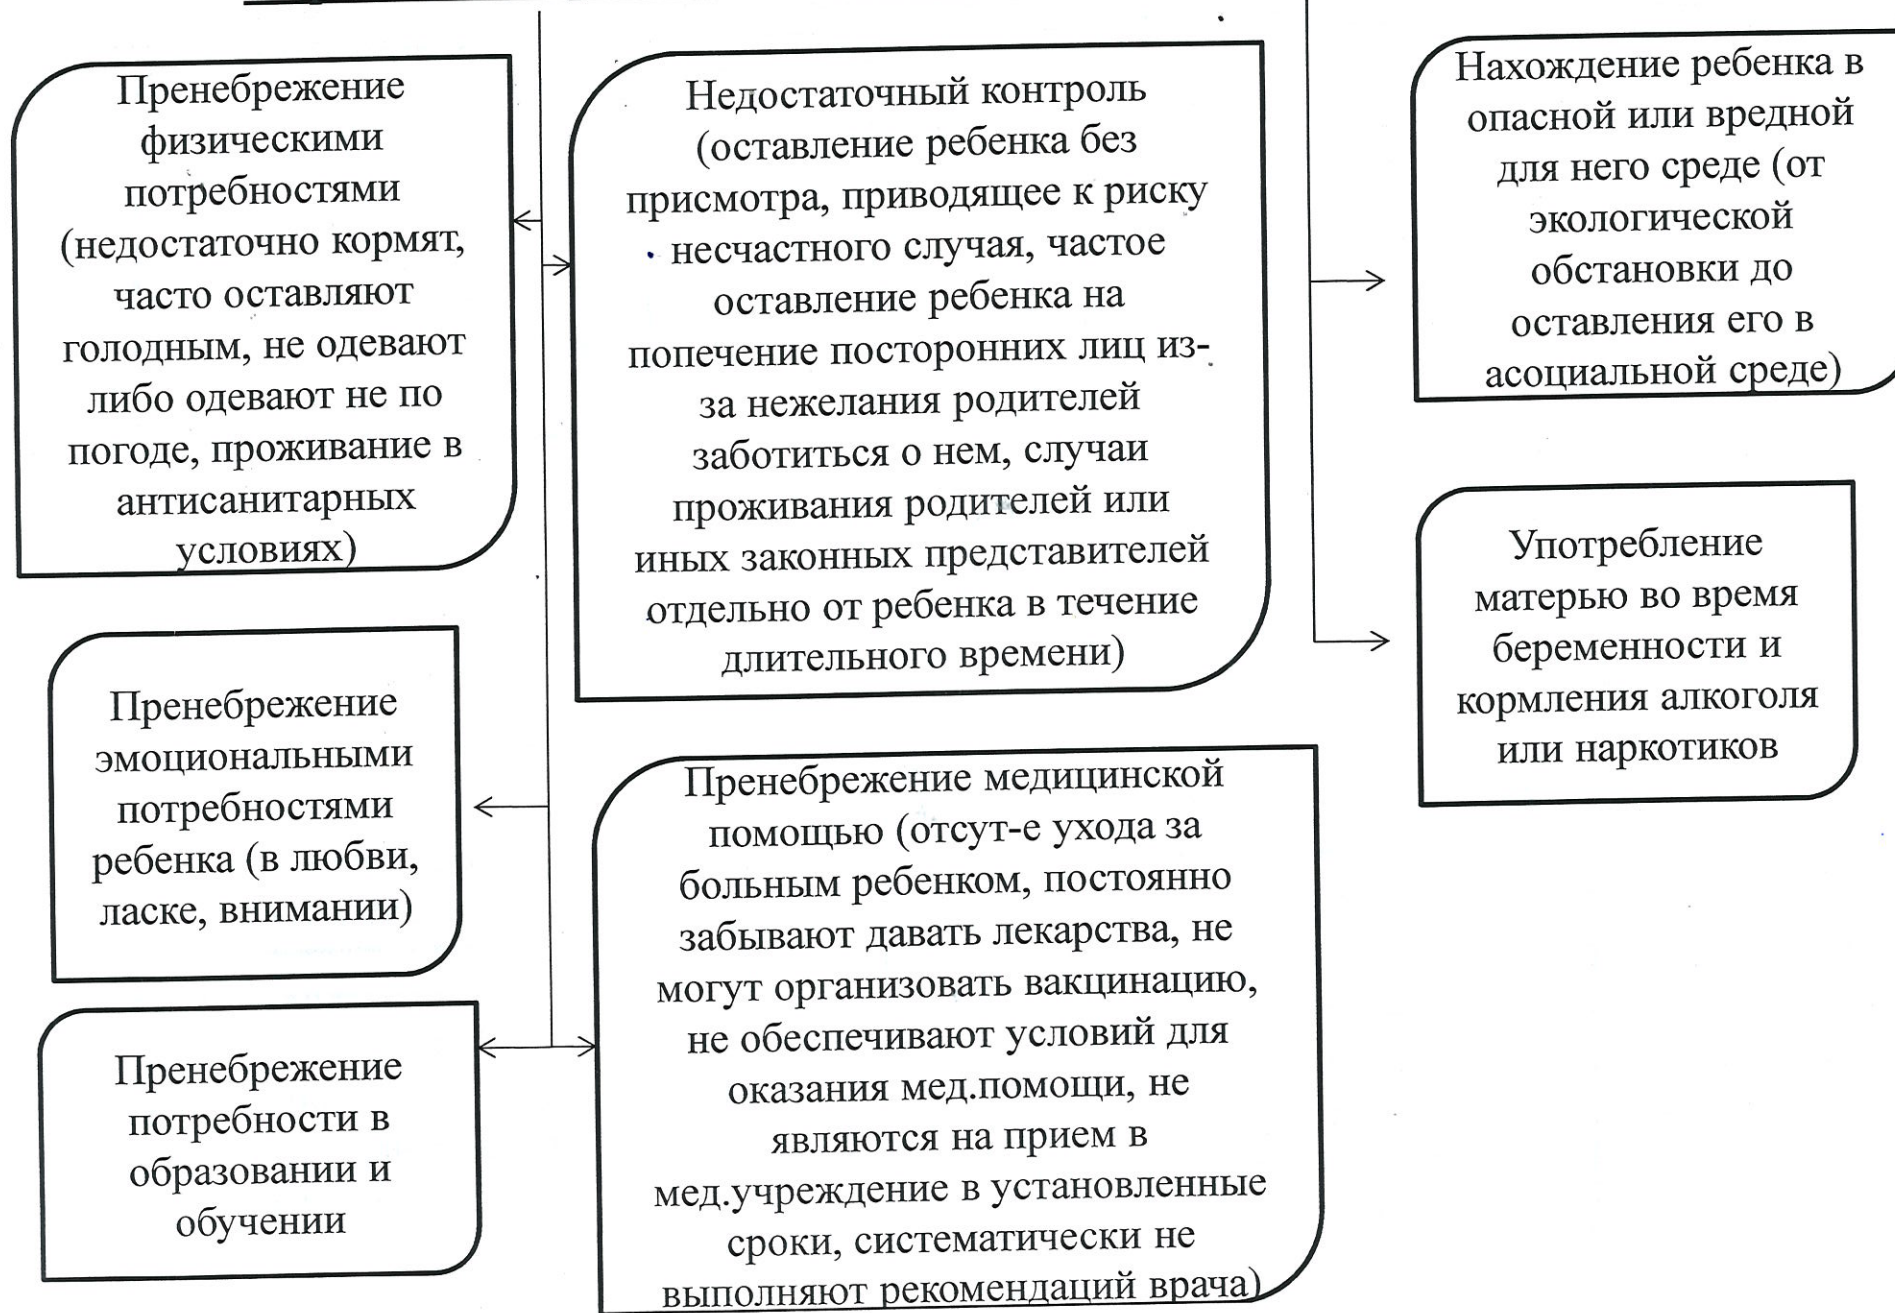 Пренебрежение
физическими
потребностями
(недостаточно кормят,
часто оставляют
голодным, не одевают
либо одевают не по
погоде, проживание в
антисанитарных
условиях)
Недостаточный контроль
(оставление ребенка без
присмотра, приводящее к риску
несчастного случая, частое
оставление ребенка на
попечение посторонних лиц из-
за нежелания родителей
заботиться о нем, случаи
проживания родителей или
иных законных представителей
отдельно от ребенка в течение
длительного времени)
Нахождение ребенка в
опасной или вредной
для него среде (от
экологической
обстановки до
оставления его в
асоциальной среде)
Пренебрежение
эмоциональными
потребностями
ребенка (в любви,
ласке, внимании)
Употребление
матерью во время
беременности и
кормления алкоголя
или наркотиков
Пренебрежение
потребности в
образовании и
обучении
Пренебрежение медицинской
помощью (отсут-е ухода за
больным ребенком, постоянно
забывают давать лекарства, не
могут организовать вакцинацию,
не обеспечивают условий для
оказания мед.помощи, не
являются на прием в
мед.учреждение в установленные
сроки, систематически не
выполняют рекомендаций врача)